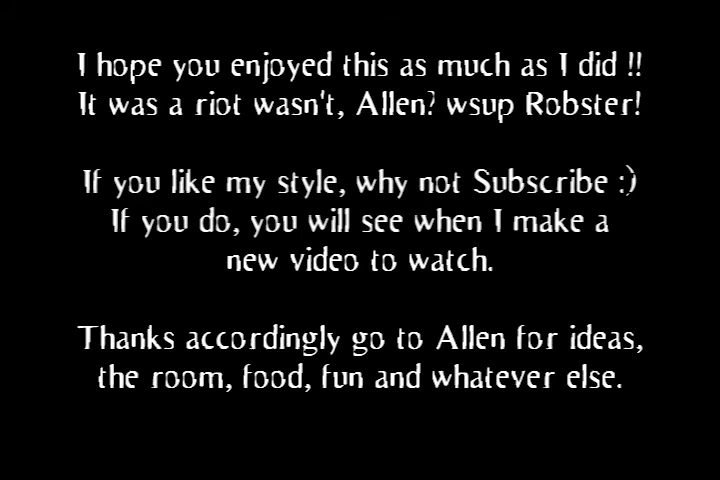 I hope you enjoyed this as much as I did !!
It was a riot wasn't, Allen? wsup Robster!
If you like my style, why not Subscribe :)
If you do, you will see when I make a
new video to watch.
Thanks accordingly go to Allen for ideas,
the room, food, fun and whatever else.